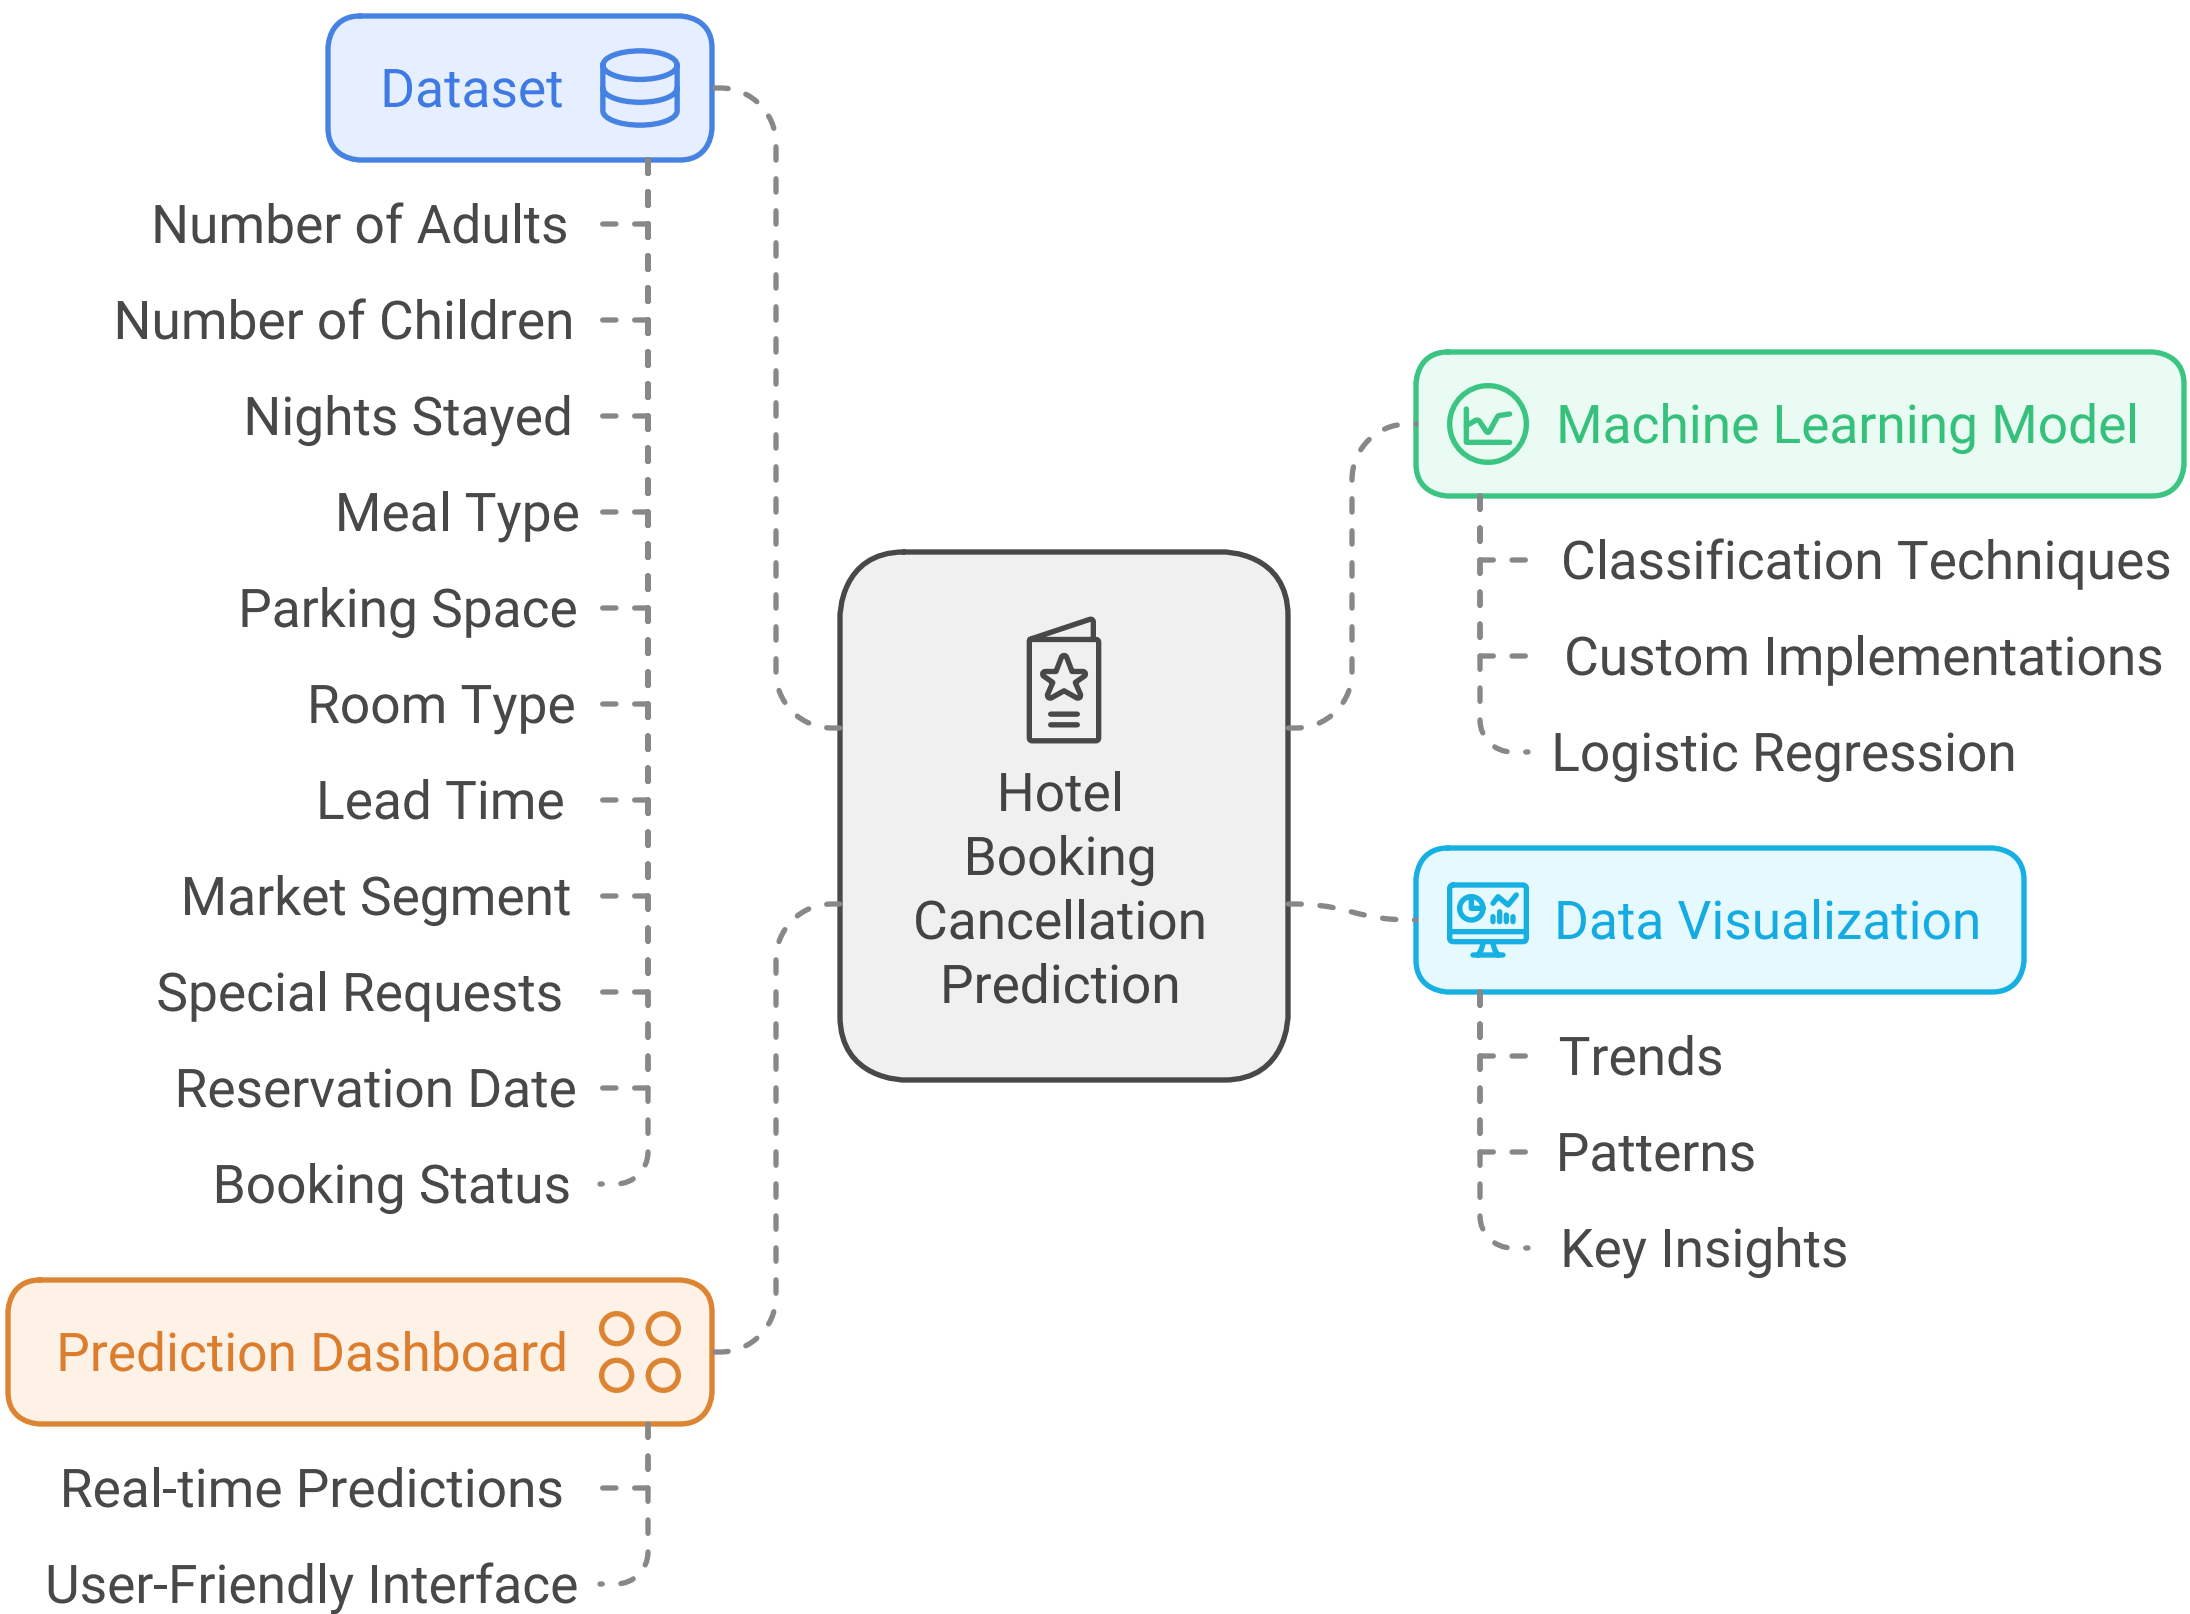 Dataset
Number of Adults
Number of Children
Nights Stayed
Meal Type
Parking Space
Room Type
Lead Time
Market Segment
Special Requests
Reservation Date
Booking Status
Prediction Dashboard
Real-time Predictions
User-Friendly Interface
Hotel
Booking
Cancellation
Prediction
Machine Learning Model
Classification Techniques
Custom Implementations
Logistic Regression
Data Visualization
Trends
Patterns
Key Insights